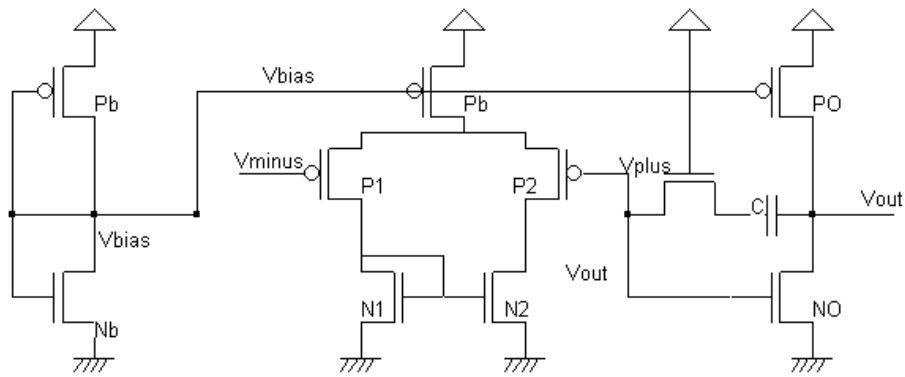 Vbias
Pb
Pb
PO
Vminus
P1
P2
Vplus
C
Vout
Vbias
Vout
Nb
N1
N2
NO